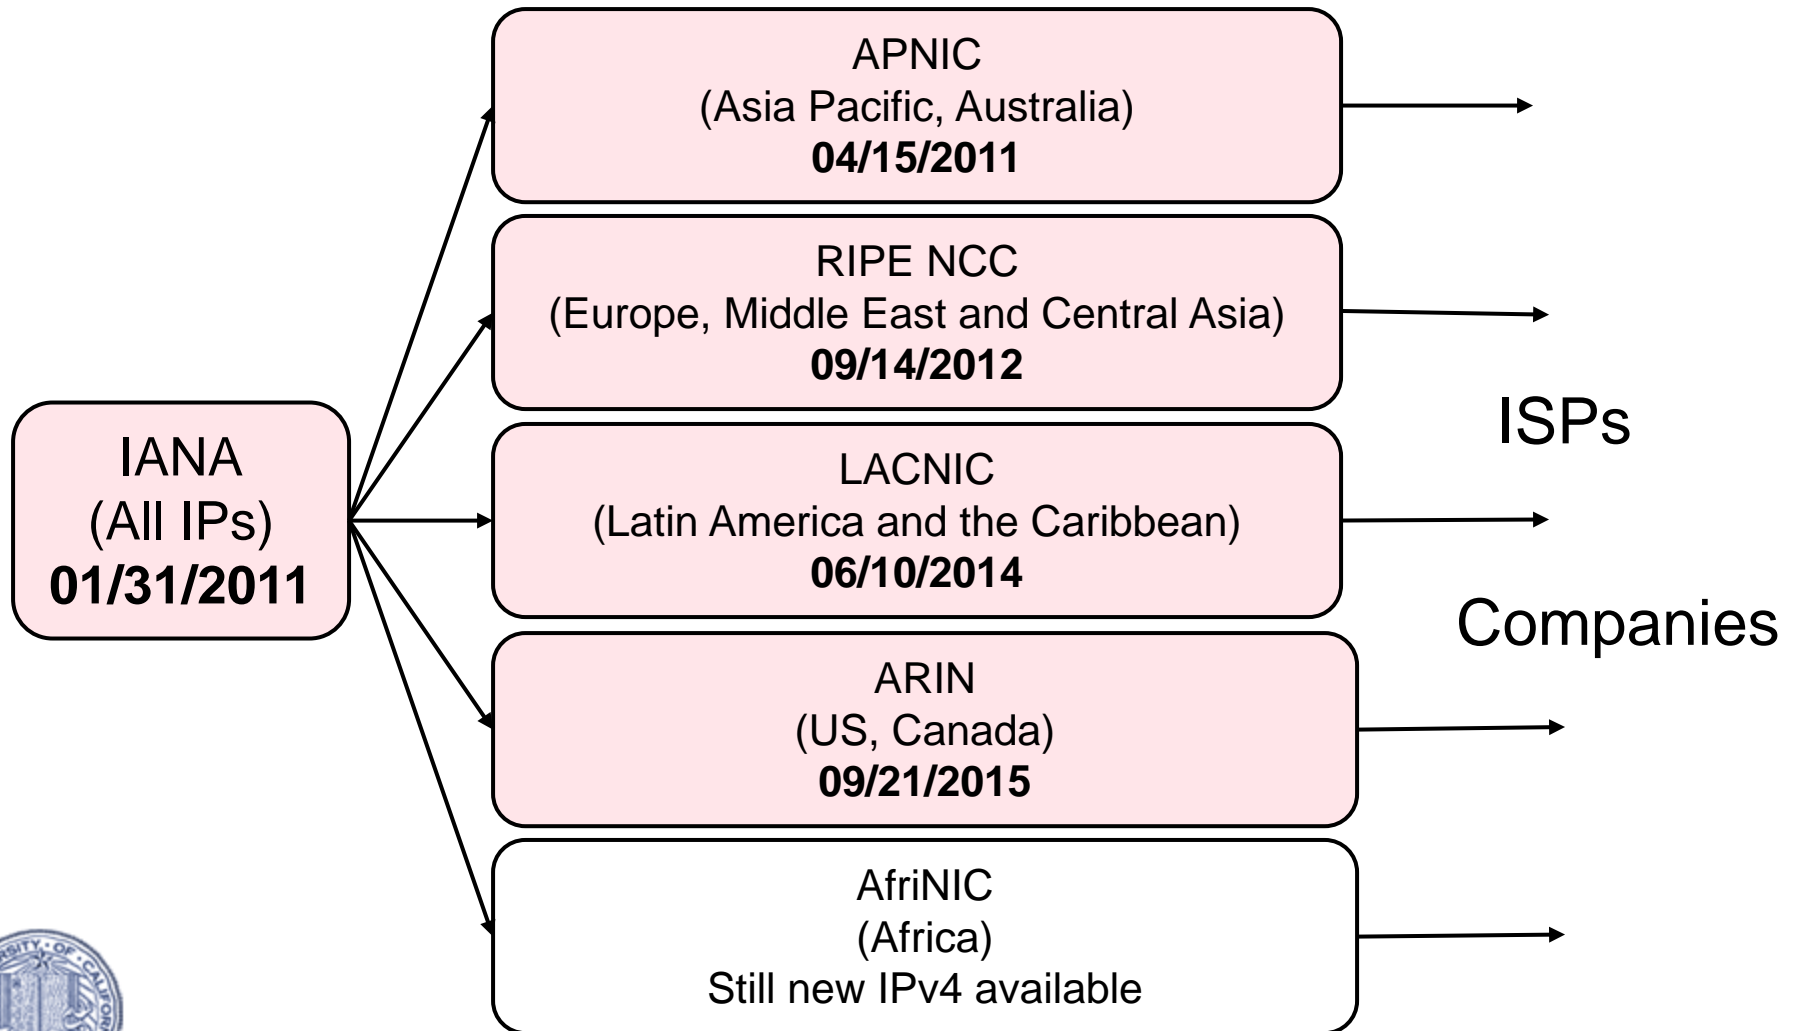 APNIC
(Asia Pacific, Australia)
04/15/2011
RIPE NCC
(Europe, Middle East and Central Asia)
09/14/2012
ISPs
IANA
(All IPs)
01/31/2011
LACNIC
(Latin America and the Caribbean)
06/10/2014
Companies
ARIN
(US, Canada)
09/21/2015
AfriNIC
(Africa)
Still new IPv4 available
OF